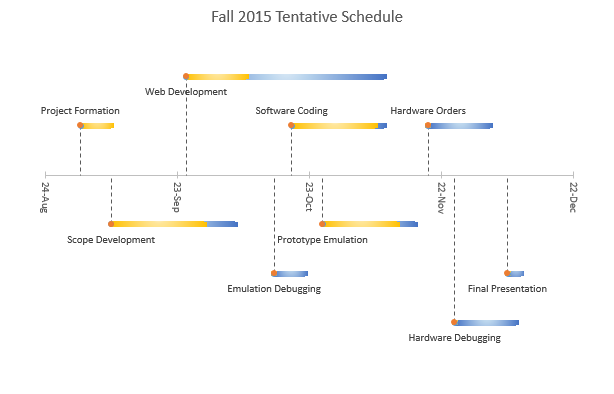 Fall 2015 Tentative Schedule
Web Development
Project Formation
Software Coding
Hardware Orders
24-Aug
23-Sep
23-Oct
22-Nov
22-Dec
Scope Development
Prototype Emulation
Emulation Debugging
Final Presentation
Hardware Debugging